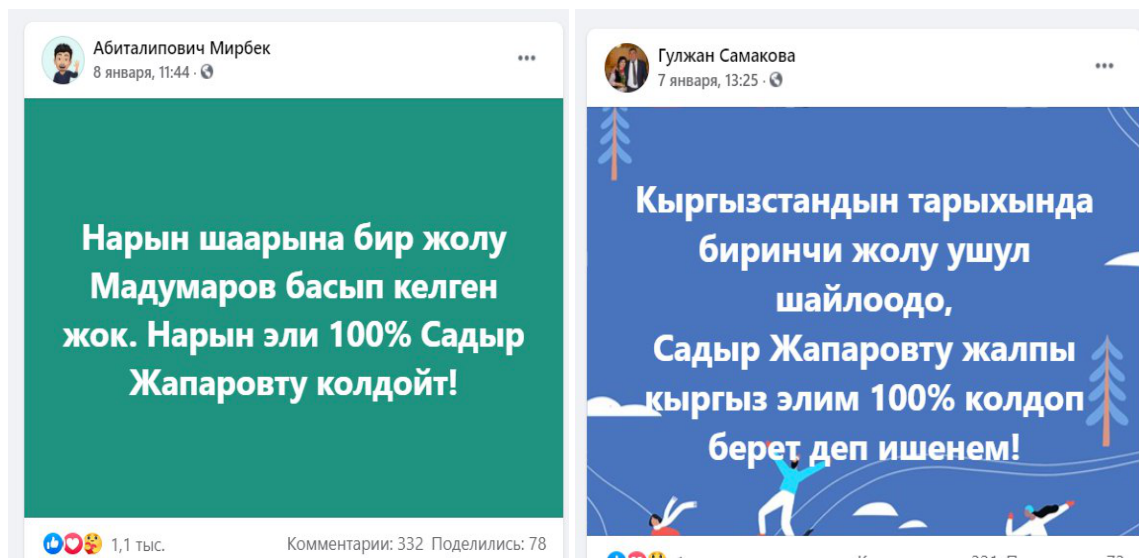 Абиталипович Мирбек
8 января, 11:44 ·
Нарын шаарына бир жолу
Мадумаров басып келген
жок. Нарын эли 100% Садыр
Жапаровту колдойт!
1,1 тыс.
Комментарии: 332 Поделились: 78
Гулжан Самакова
7 января, 13:25 ·
Кыргызстандын тарыхында
биринчи жолу ушул
шайлоодо,
Садыр Жапаровту жалпы
кыргыз элим 100% колдоп
берет деп ишенем!